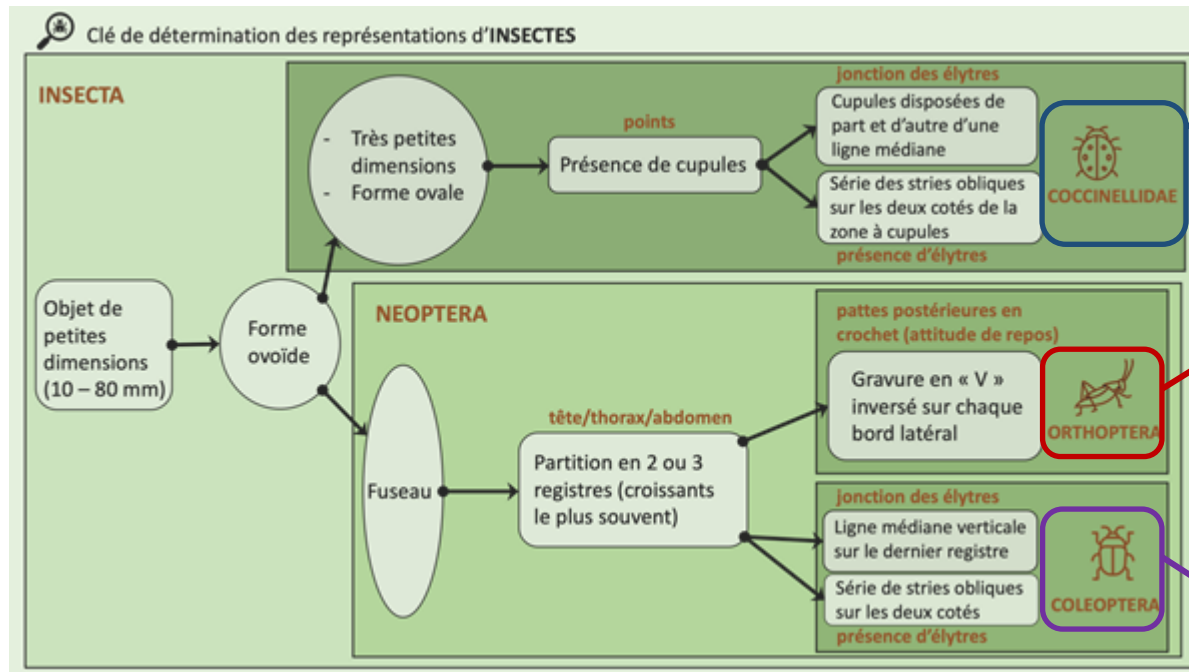 Clé de détermination des représentations d'INSECTES
INSECTA
- Très petites
dimensions
- Forme ovale
points
Présence de cupules
jonction des élytres
Cupules disposées de
part et d'autre d'une
ligne médiane
Série des stries obliques
sur les deux cotés de la
zone à cupules
présence d'élytres
COCCINELLIDAE
Objet de
petites
dimensions
(10 – 80 mm)
Forme
ovoïde
NEOPTERA
Fuseau
tête/thorax/abdomen
Partition en 2 ou 3
registres (croissants
le plus souvent)
pattes postérieures en
crochet (attitude de repos)
Gravure en « V »
inversé sur chaque
bord latéral
ORTHOPTERA
jonction des élytres
Ligne médiane verticale
sur le dernier registre
Série de stries obliques
sur les deux cotés
présence d'élytres
COLEOPTERA